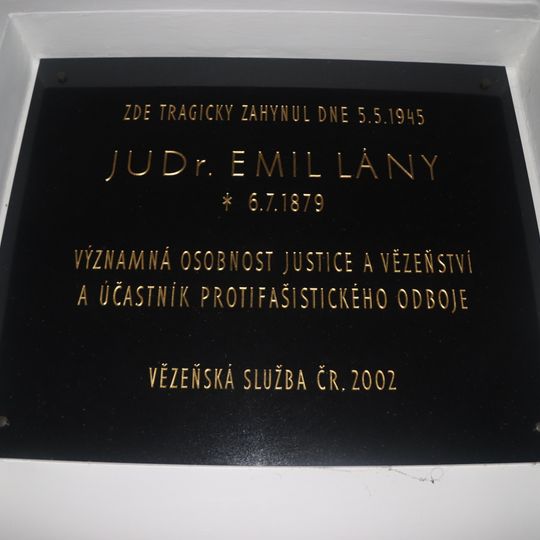 ZDE TRAGICKY ZAHYNUL DNE 5.5.1945
JUDr. EMIL LÁNY
* 6.7.1879
VÝZNAMNÁ OSOBNOST JUSTICE A VĚZEŇSTVÍ
A ÚČASTNÍK PROTIFAŠISTICKÉHO ODBOJE
VĚZEŇSKÁ SLUŽBA ČR. 2002